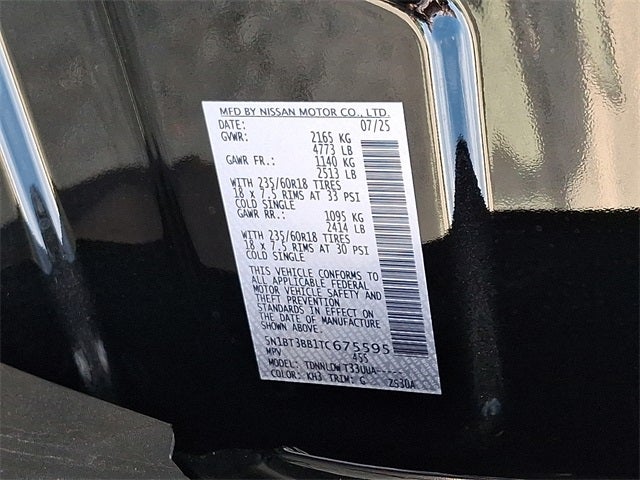 MFD BY NISSAN MOTOR CO., LTD.
DATE: 07/25
GVWR: 2165 KG
4773 LB
GAWR FR.: 1140 KG
2513 LB
WITH 235/60R18 TIRES
18 x 7.5 RIMS AT 33 PSI
COLD SINGLE
GAWR RR.: 1095 KG
2414 LB
WITH 235/60R18 TIRES
18 x 7.5 RIMS AT 30 PSI
COLD SINGLE
THIS VEHICLE CONFORMS TO
ALL APPLICABLE FEDERAL
MOTOR VEHICLE SAFETY AND
THEFT PREVENTION
STANDARDS IN EFFECT ON
THE DATE OF MANUFACTURE
SHOWN ABOVE.
5N1BT3BB1TC675595
MPV 455
MODEL: TDNNLDW T33UUA-----
COLOR: KH3 TRIM: G 2S30A